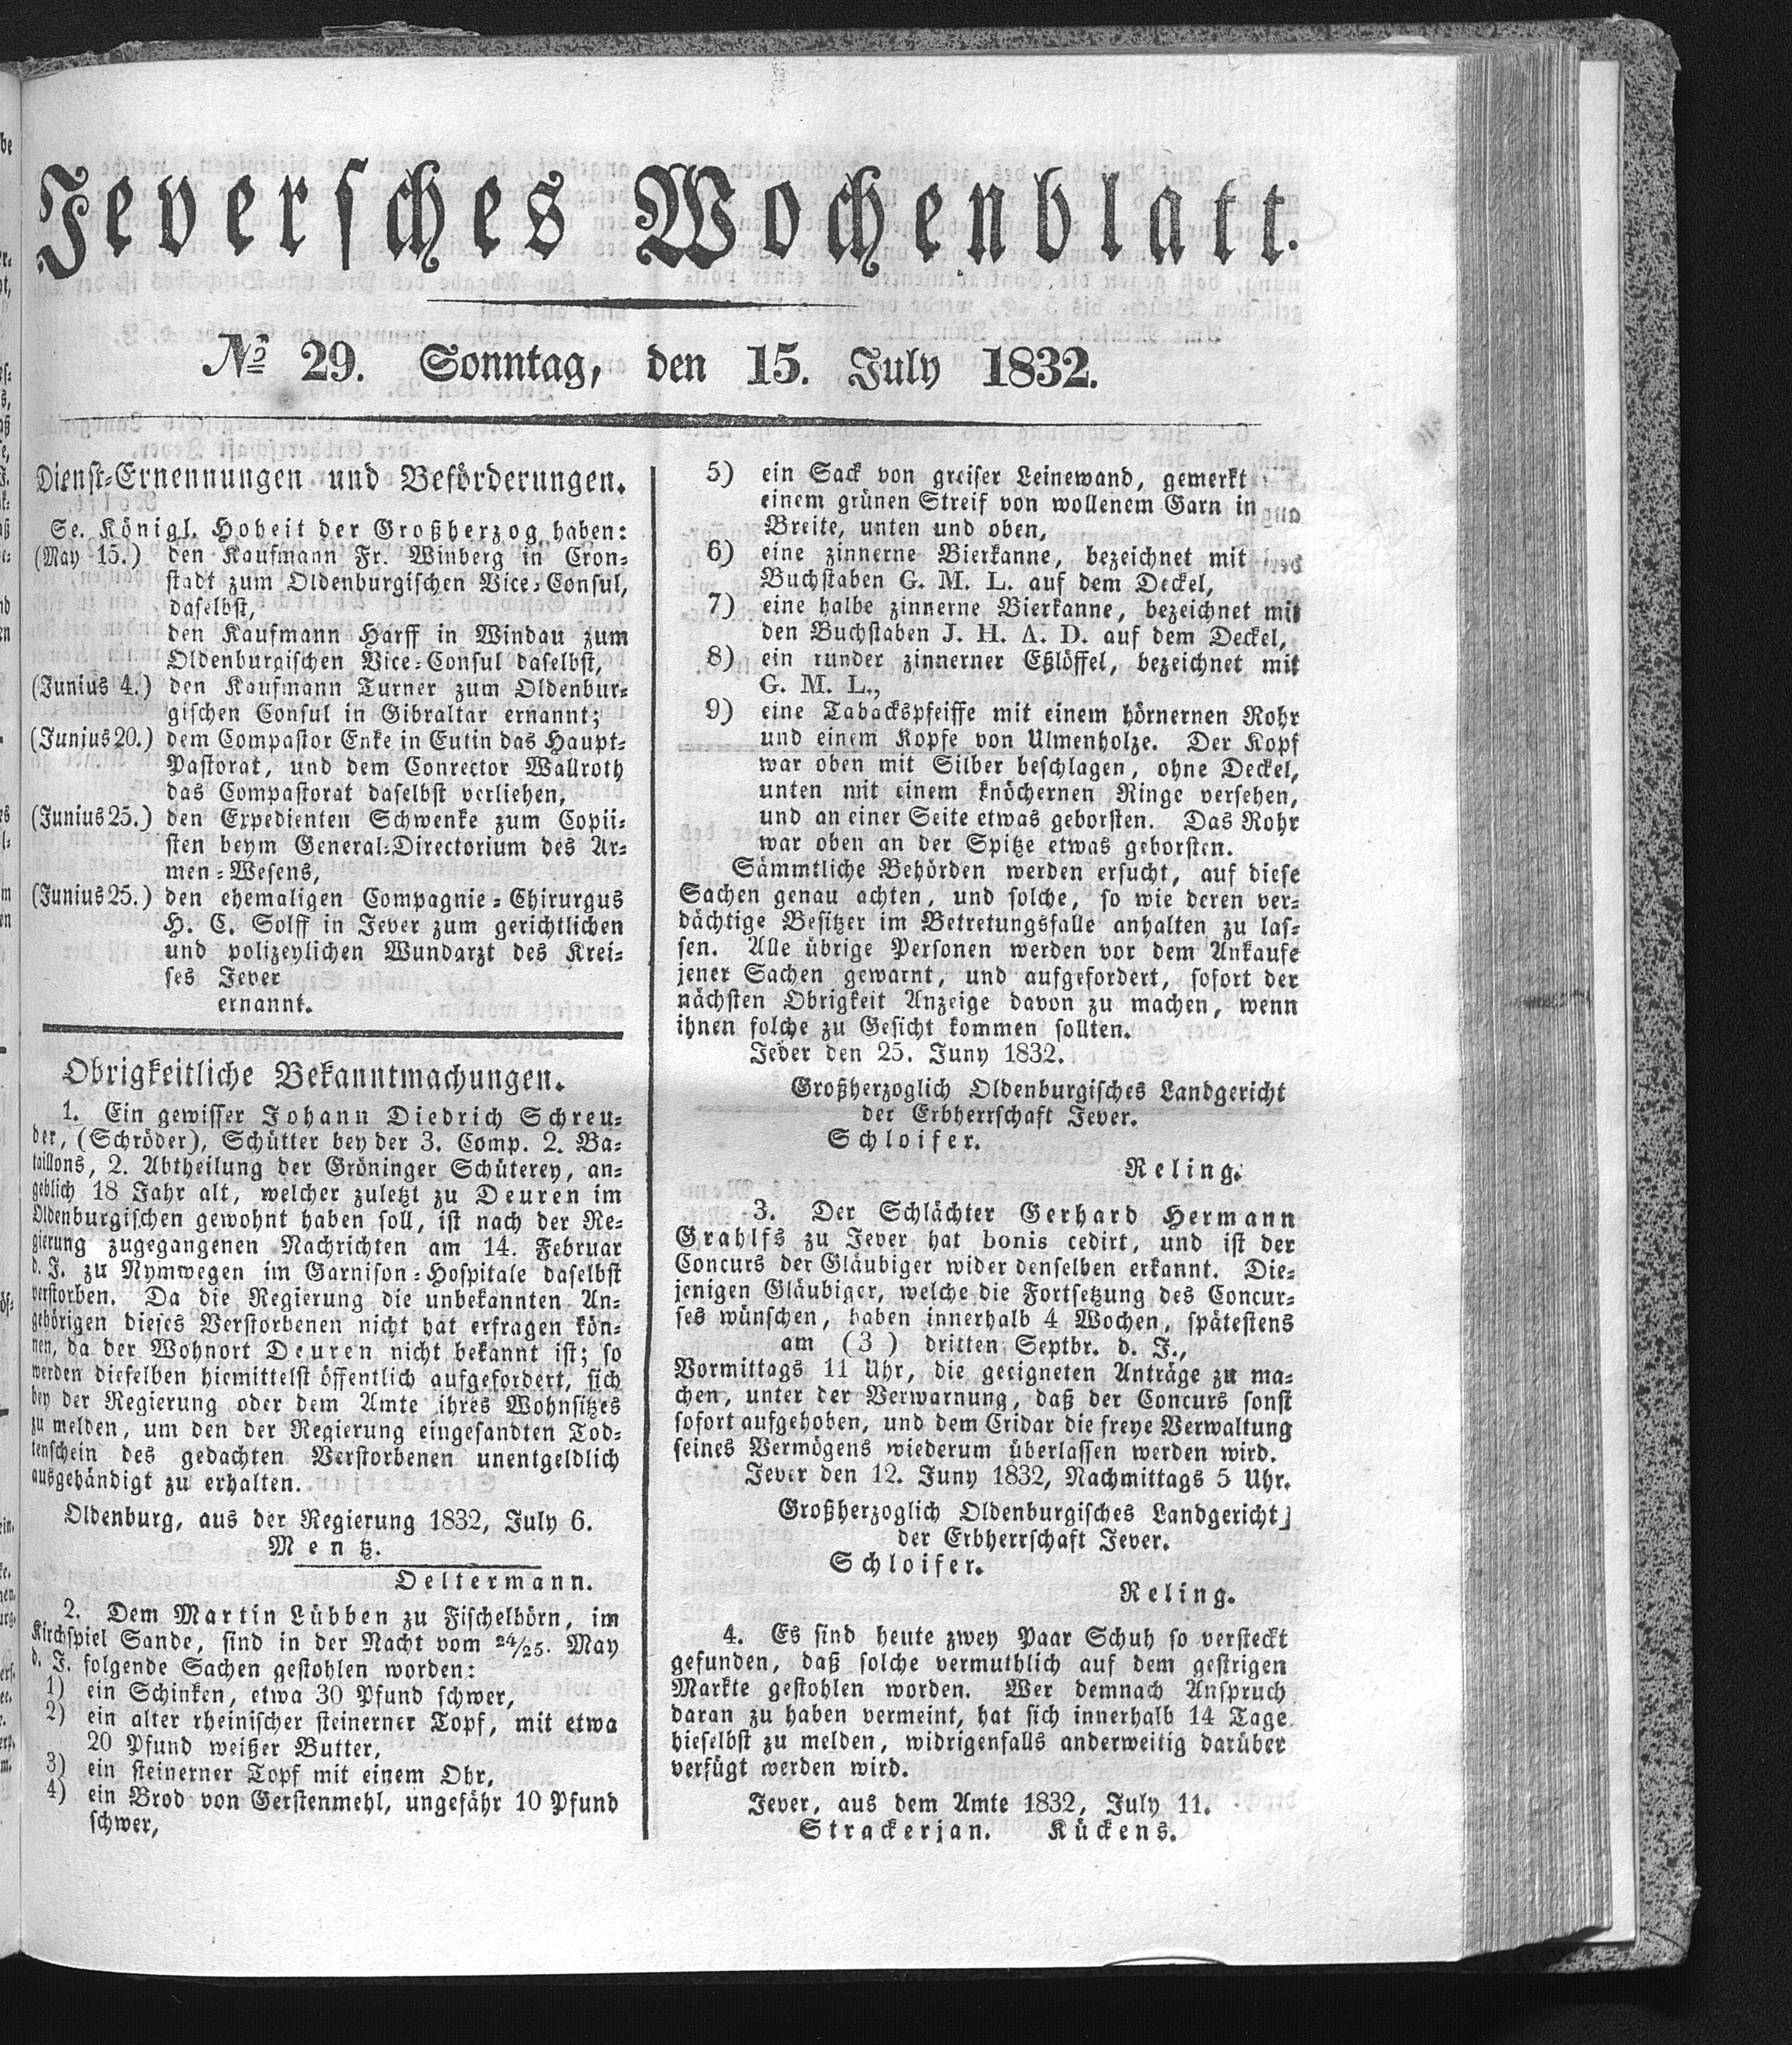 Jeversches Wochenblatt.
No 29. Sonntag, den 15. July 1832.
Dienst-Ernennungen und Beförderungen.
Se. Königl. Hoheit der Großherzog haben:
(May 15.) den Kaufmann Fr. Winberg in Cron-
stadt zum Oldenburgischen Vice-Consul,
daselbst,
den Kaufmann Harff in Windau zum
Oldenburgischen Vice-Consul daselbst,
(Junius 4.) den Kaufmann Turner zum Oldenbur-
gischen Consul in Gibraltar ernannt;
(Junius 20.) dem Compastor Enke in Eutin das Haupt-
Pastorat, und dem Conrector Wallroth
das Compastorat daselbst verliehen,
(Junius 25.) den Expedienten Schwenke zum Copii-
sten beym General-Directorium des Ar-
men-Wesens,
(Junius 25.) den ehemaligen Compagnie-Chirurgus
H. C. Solff in Jever zum gerichtlichen
und polizeylichen Wundarzt des Krei-
ses Jever
ernannt.
Obrigkeitliche Bekanntmachungen.
1. Ein gewisser Johann Diedrich Schreu-
der, (Schröder), Schütter bey der 3. Comp. 2. Ba-
taillons, 2. Abtheilung der Gröninger Schüterey, an-
geblich 18 Jahr alt, welcher zuletzt zu Deuren im
Oldenburgischen gewohnt haben soll, ist nach der Re-
gierung zugegangenen Nachrichten am 14. Februar
d. J. zu Nymwegen im Garnison-Hospitale daselbst
verstorben. Da die Regierung die unbekannten An-
gehörigen dieses Verstorbenen nicht hat erfragen kön-
nen, da der Wohnort Deuren nicht bekannt ist; so
werden dieselben hiemittelst öffentlich aufgefordert, sich
bey der Regierung oder dem Amte ihres Wohnsitzes
zu melden, um den der Regierung eingesandten Tod-
tenschein des gedachten Verstorbenen unentgeldlich
ausgehändigt zu erhalten.
Oldenburg, aus der Regierung 1832, July 6.
Mentz.
Oeltermann.
2. Dem Martin Lübben zu Fischelhörn, im
Kirchspiel Sande, sind in der Nacht vom 24/25. May
d. J. folgende Sachen gestohlen worden:
1) ein Schinken, etwa 30 Pfund schwer,
2) ein alter rheinischer steinerner Topf, mit etwa
20 Pfund weißer Butter,
3) ein steinerner Topf mit einem Ohr,
4) ein Brod von Gerstenmehl, ungefähr 10 Pfund
schwer,
5) ein Sack von greiser Leinewand, gemerkt
einem grünen Streif von wollenem Garn in
Breite, unten und oben,
6) eine zinnerne Bierkanne, bezeichnet mit
Buchstaben G. M. L. auf dem Deckel,
7) eine halbe zinnerne Bierkanne, bezeichnet mit
den Buchstaben J. H. A. D. auf dem Deckel,
8) ein runder zinnerner Eßlöffel, bezeichnet mit
G. M. L.,
9) eine Tabackspfeiffe mit einem hörnernen Rohr
und einem Kopfe von Ulmenholze. Der Kopf
war oben mit Silber beschlagen, ohne Deckel,
unten mit einem knöchernen Ringe versehen,
und an einer Seite etwas geborsten. Das Rohr
war oben an der Spitze etwas geborsten.
Sämmtliche Behörden werden ersucht, auf diese
Sachen genau achten, und solche, so wie deren ver-
dächtige Besitzer im Betretungsfalle anhalten zu las-
sen. Alle übrige Personen werden vor dem Ankaufe
jener Sachen gewarnt, und aufgefordert, sofort der
nächsten Obrigkeit Anzeige davon zu machen, wenn
ihnen solche zu Gesicht kommen sollten.
Jever den 25. Juny 1832.
Großherzoglich Oldenburgisches Landgericht
der Erbherrschaft Jever.
Schloifer.
Reling.
3. Der Schlächter Gerhard Hermann
Grahlfs zu Jever hat bonis cedirt, und ist der
Concurs der Gläubiger wider denselben erkannt. Die-
jenigen Gläubiger, welche die Fortsetzung des Concur-
ses wünschen, haben innerhalb 4 Wochen, spätestens
am (3) dritten Septbr. d. J.,
Vormittags 11 Uhr, die geeigneten Anträge zu ma-
chen, unter der Verwarnung, daß der Concurs sonst
sofort aufgehoben, und dem Cridar die freye Verwaltung
seines Vermögens wiederum überlassen werden wird.
Jever den 12. Juny 1832, Nachmittags 5 Uhr.
Großherzoglich Oldenburgisches Landgericht
der Erbherrschaft Jever.
Schloifer.
Reling.
4. Es sind heute zwey Paar Schuh so versteckt
gefunden, daß solche vermuthlich auf dem gestrigen
Markte gestohlen worden. Wer demnach Anspruch
daran zu haben vermeint, hat sich innerhalb 14 Tage
hieselbst zu melden, widrigenfalls anderweitig darüber
verfügt werden wird.
Jever, aus dem Amte 1832, July 11.
Strackerjan. Kückens.